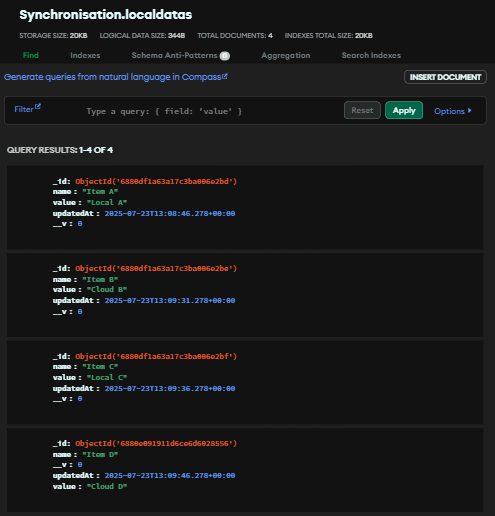 Synchronisation.localdatas
STORAGE SIZE: 20KB LOGICAL DATA SIZE: 344B TOTAL DOCUMENTS: 4 INDEXES TOTAL SIZE: 20KB
Find Indexes Schema Anti-Patterns 0 Aggregation Search Indexes
Generate queries from natural language in Compass INSERT DOCUMENT
Filter Type a query: { field: 'value' } Reset Apply Options
QUERY RESULTS: 1-4 OF 4
_id: ObjectId('6880df1a63a17c3ba006e2bd')
name: "Item A"
value: "Local A"
updatedAt: 2025-07-23T13:08:46.278+00:00
__v: 0
_id: ObjectId('6880df1a63a17c3ba006e2be')
name: "Item B"
value: "Cloud B"
updatedAt: 2025-07-23T13:09:31.278+00:00
__v: 0
_id: ObjectId('6880df1a63a17c3ba006e2bf')
name: "Item C"
value: "Local C"
updatedAt: 2025-07-23T13:09:36.278+00:00
__v: 0
_id: ObjectId('6880e091911d6ce6d6028556')
name: "Item D"
__v: 0
updatedAt: 2025-07-23T13:09:46.278+00:00
value: "Cloud D"